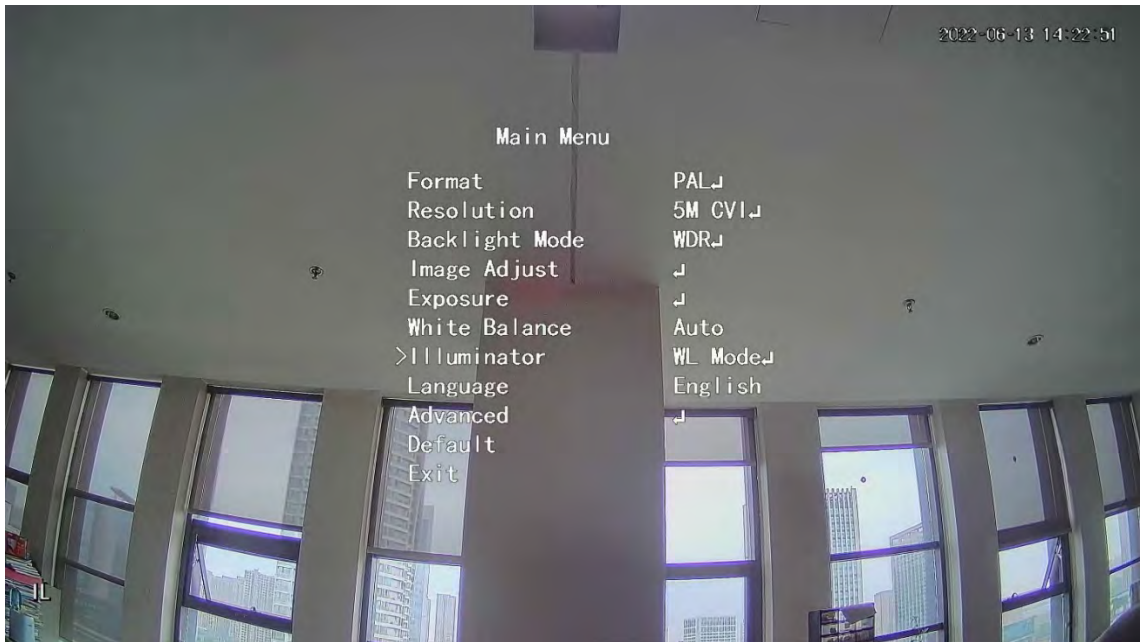 2022-06-13 14:22:51
Main Menu
Format PAL↵
Resolution 5M CVI↵
Backlight Mode WDR↵
Image Adjust ↵
Exposure ↵
White Balance Auto
>Illuminator WL Mode↵
Language English
Advanced ↵
Default
Exit
IL